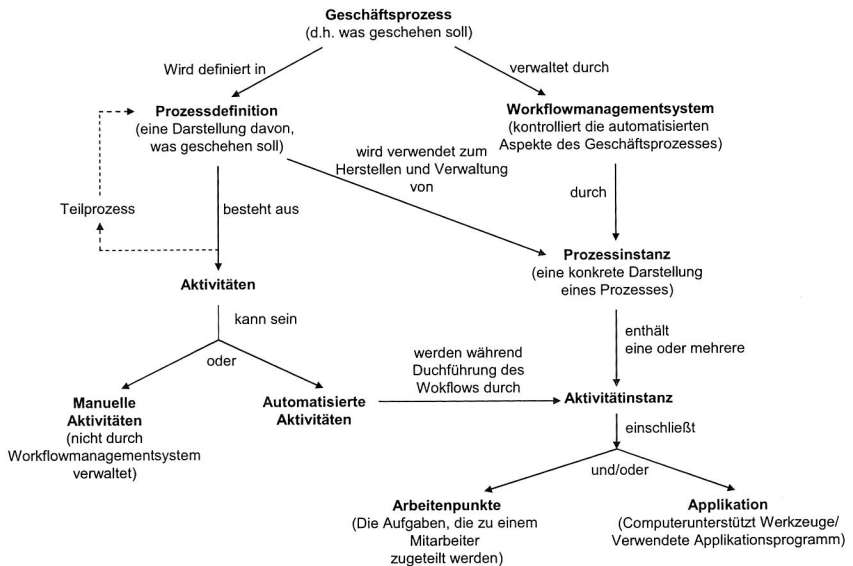 Geschäftsprozess
(d.h. was geschehen soll)
Wird definiert in
verwaltet durch
Prozessdefinition
(eine Darstellung davon,
was geschehen soll)
Workflowmanagementsystem
(kontrolliert die automatisierten
Aspekte des Geschäftsprozesses)
wird verwendet zum
Herstellen und Verwaltung
von
Teilprozess
besteht aus
durch
Prozessinstanz
(eine konkrete Darstellung
eines Prozesses)
Aktivitäten
kann sein
oder
enthält
eine oder mehrere
werden während
Duchführung des
Wokflows durch
Manuelle
Aktivitäten
(nicht durch
Workflowmanagementsystem
verwaltet)
Automatisierte
Aktivitäten
Aktivitätinstanz
einschließt
und/oder
Arbeitenpunkte
(Die Aufgaben, die zu einem
Mitarbeiter
zugeteilt werden)
Applikation
(Computerunterstützt Werkzeuge/
Verwendete Applikationsprogramm)